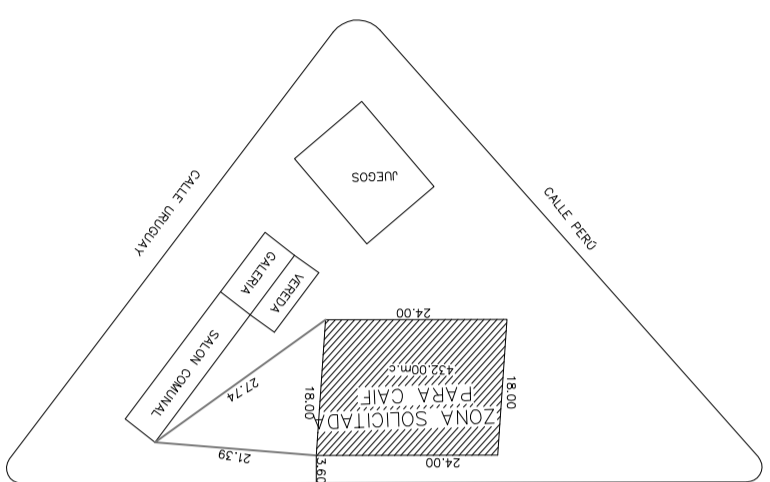 CALLE URUGUAY
CALLE PERÚ
JUEGOS
GALERIA
VEREDA
SALON COMUNAL
24.00
432.00m.c
ZONA SOLICITADA
PARA CAIF
18.00
18.00
27.74
21.39
24.00
3.60